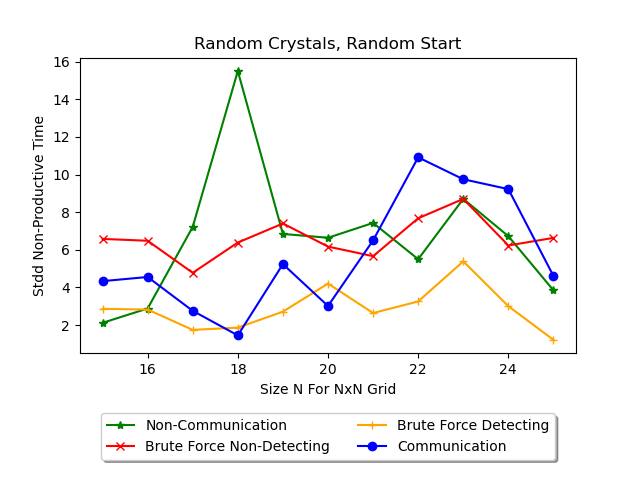 Random Crystals, Random Start
16
14
12
10
8
6
4
2
Stdd Non-Productive Time
16 18 20 22 24
Size N For NxN Grid
Non-Communication
Brute Force Non-Detecting
Brute Force Detecting
Communication